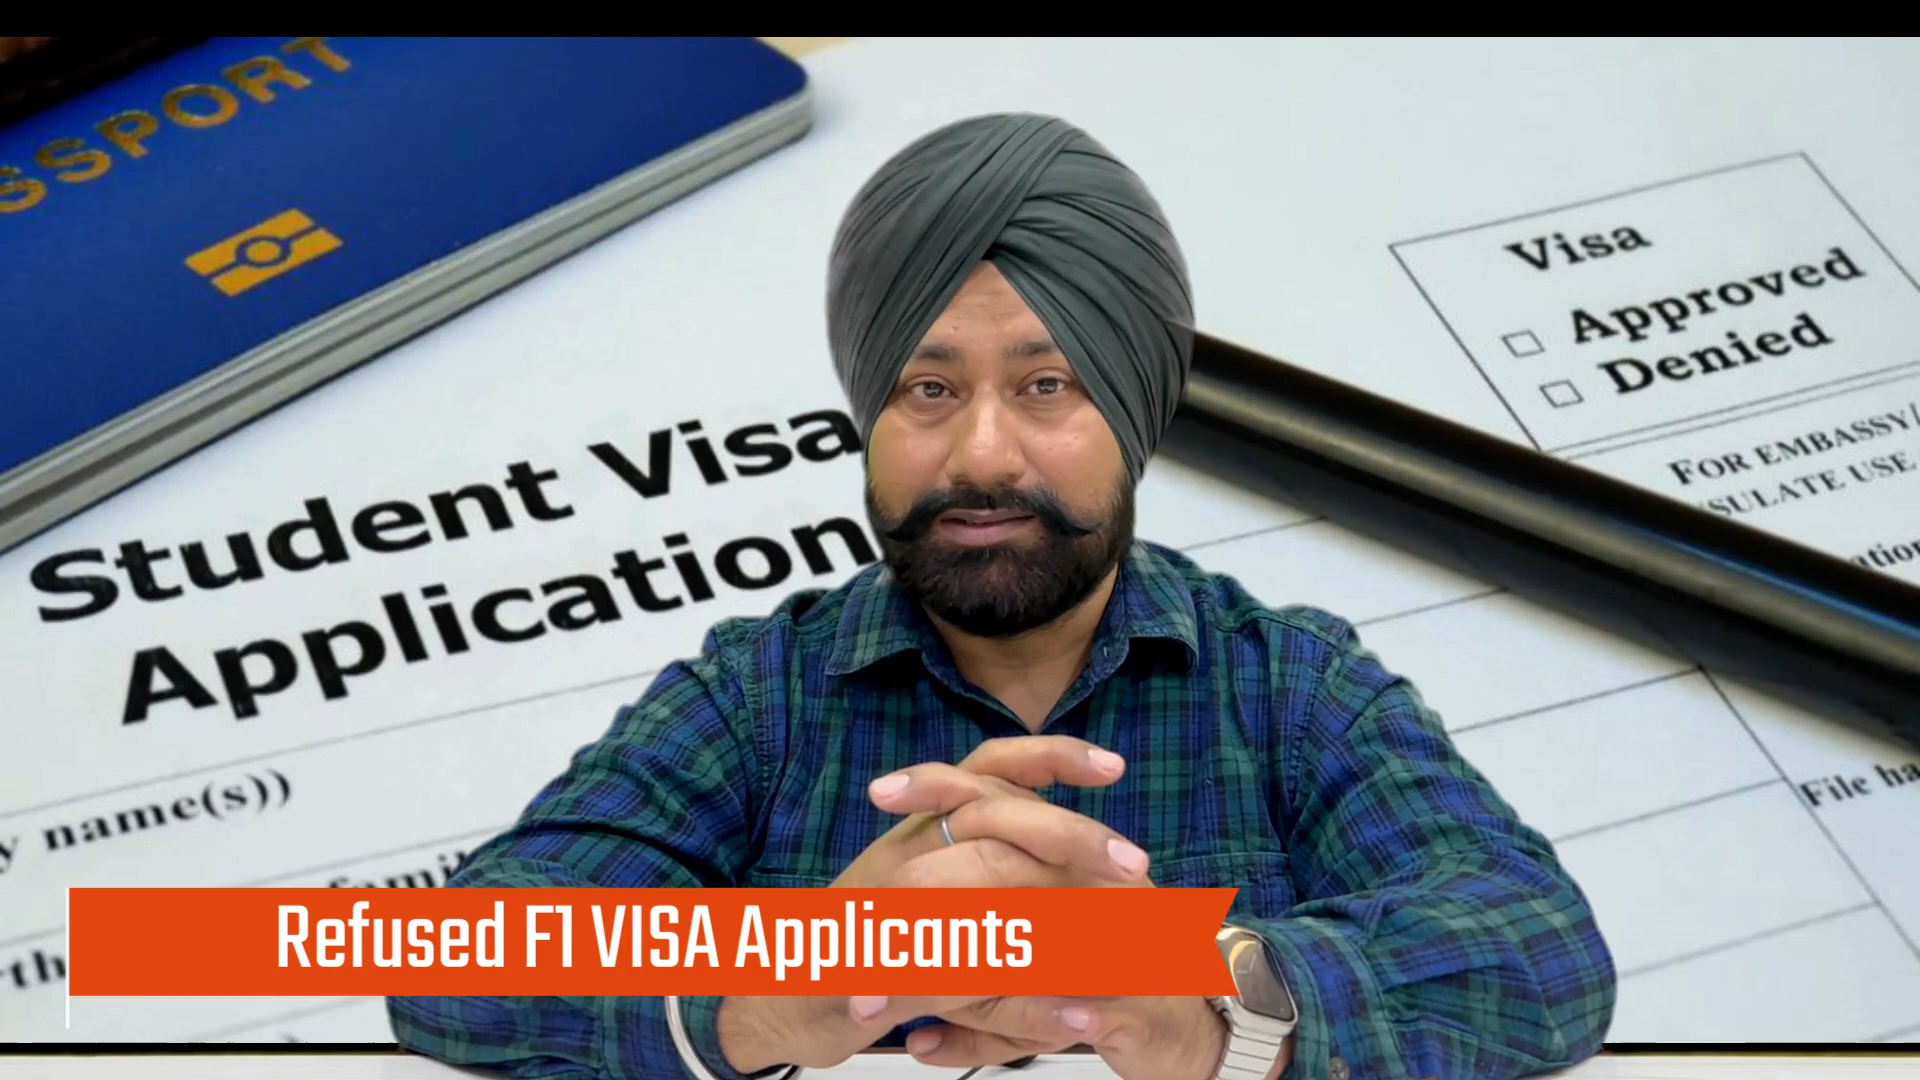 SSPORT
Visa
Approved
Denied
FOR EMBASSY/
SULATE USE
Student Visa
Application
name(s))
File ha
Refused F1 VISA Applicants